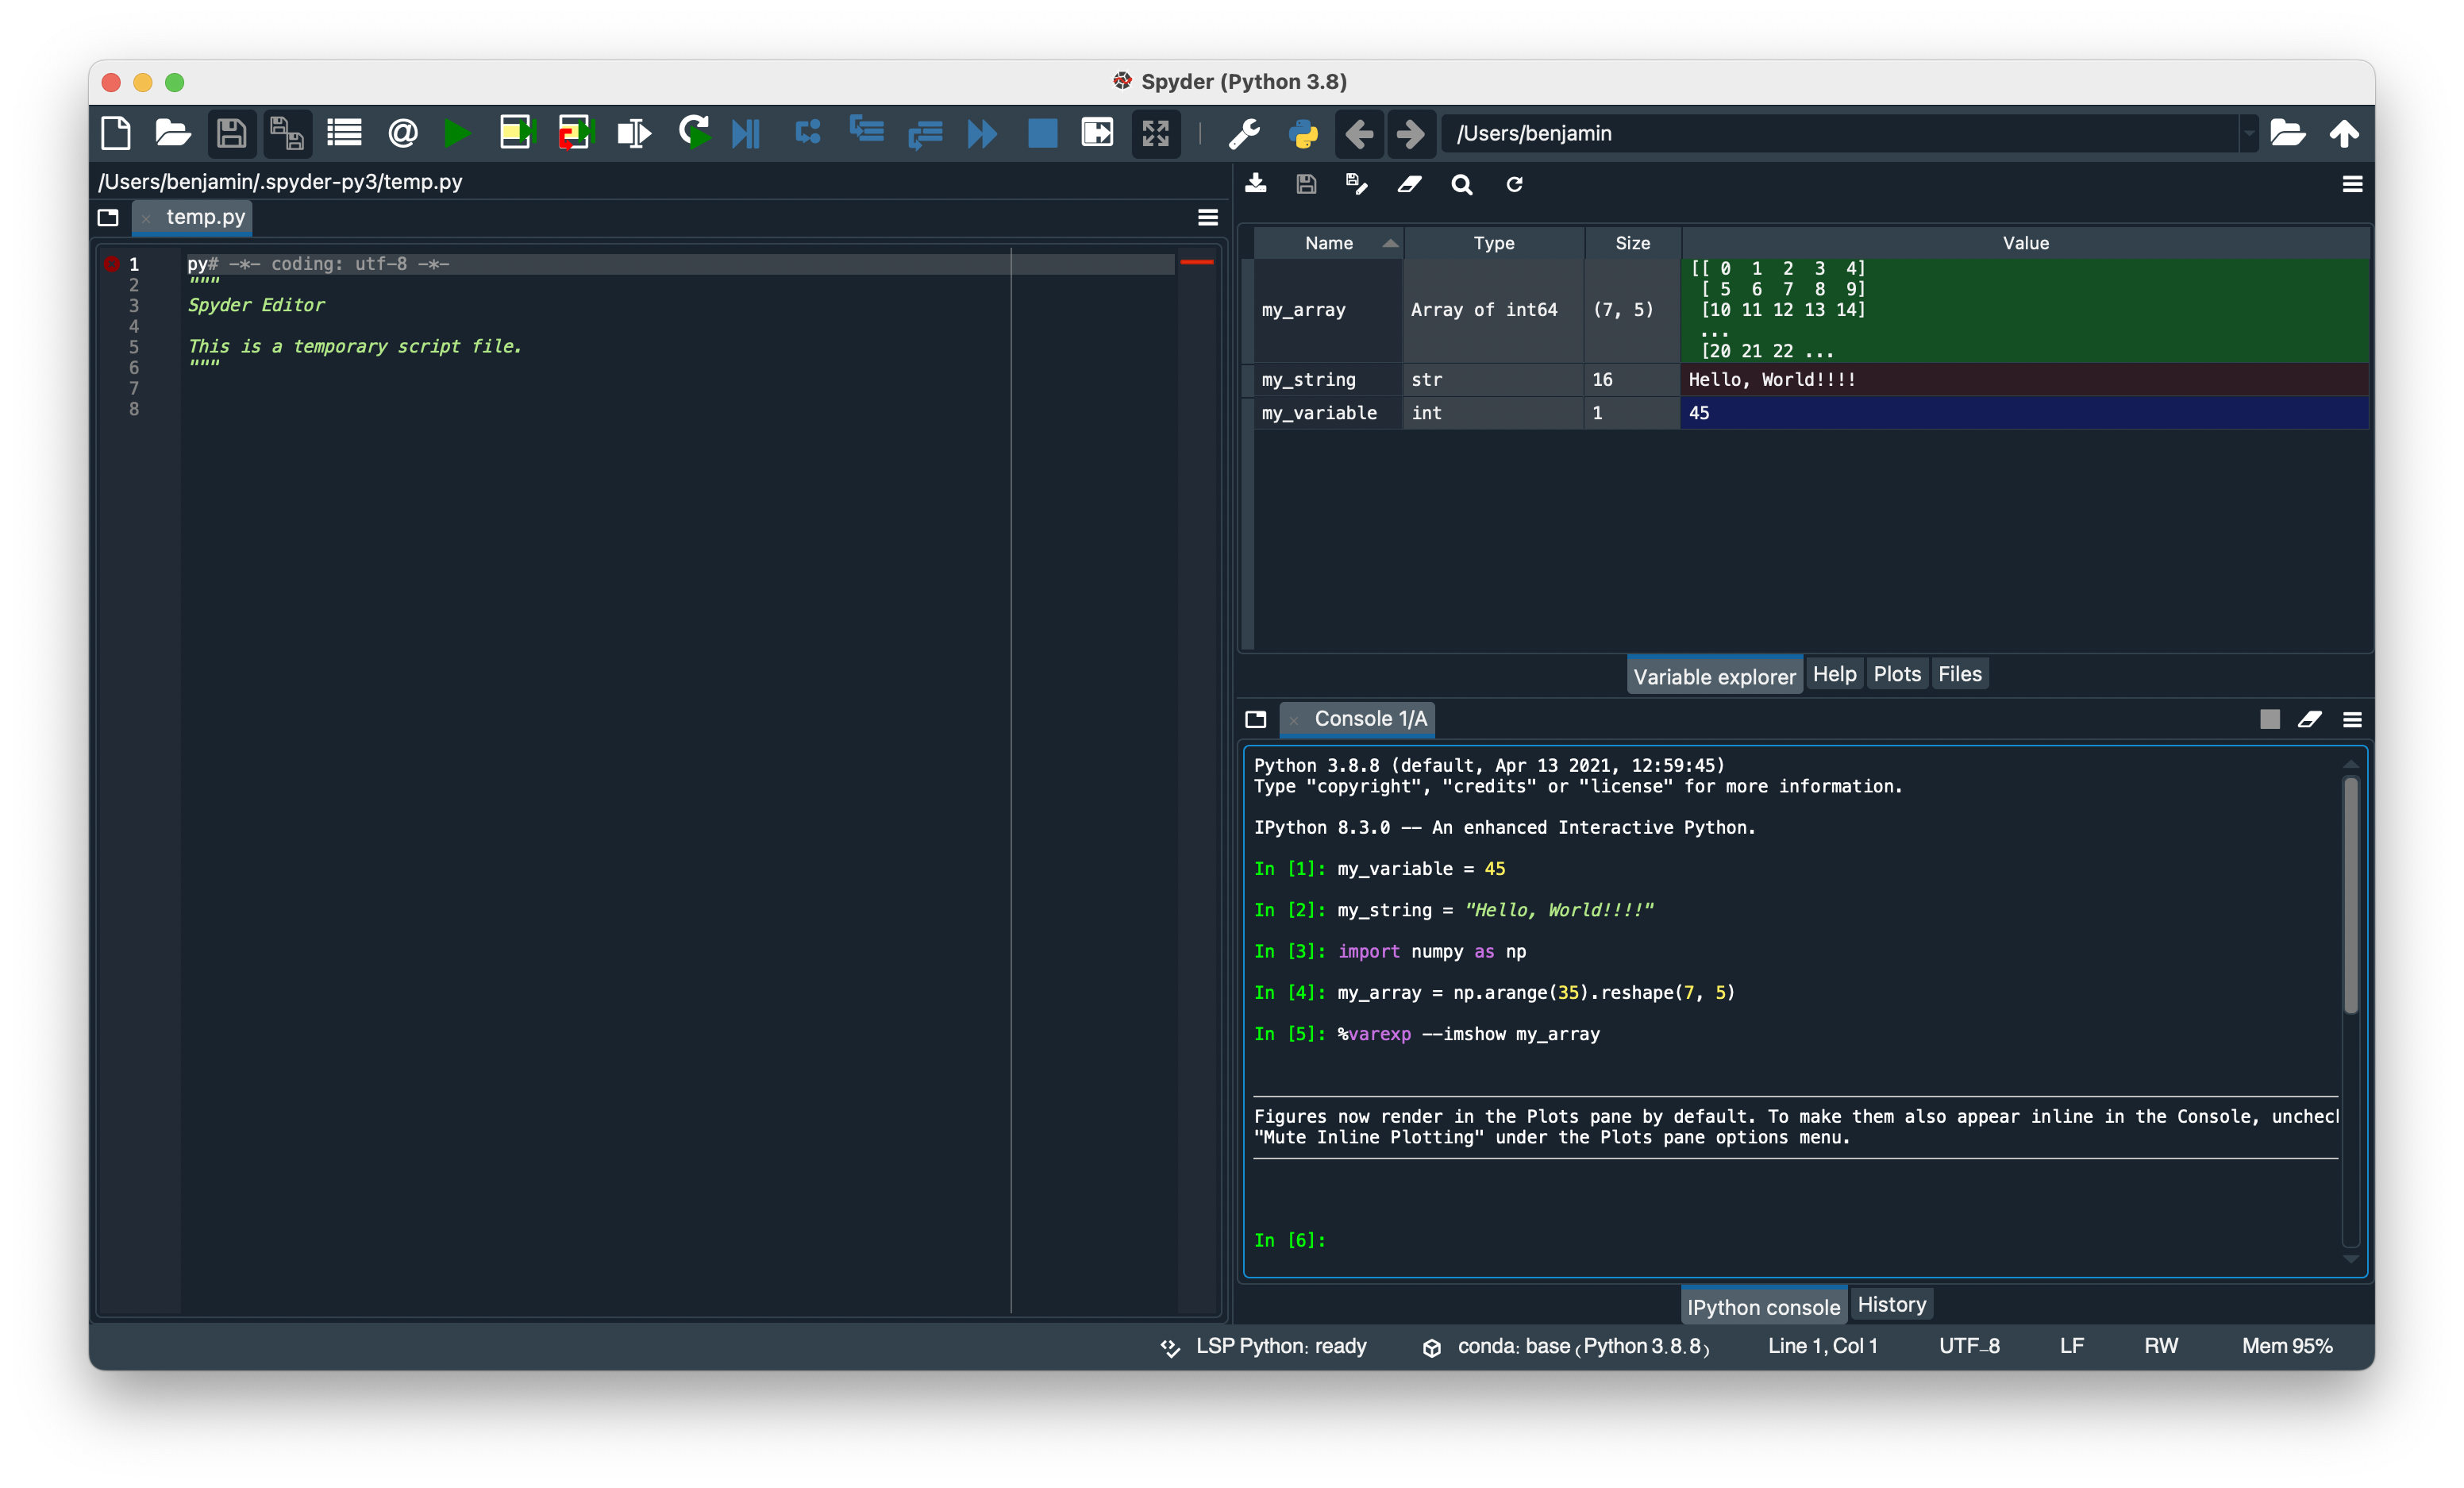 Spyder (Python 3.8)
@
/Users/benjamin
/Users/benjamin/.spyder-py3/temp.py
temp.py
1 py# -*- coding: utf-8 -*-
2 """
3 Spyder Editor
4
5 This is a temporary script file.
6 """
7
8
Name Type Size Value
my_array Array of int64 (7, 5)
[[ 0 1 2 3 4]
[ 5 6 7 8 9]
[10 11 12 13 14]
...
[20 21 22 ...
my_string str 16 Hello, World!!!!
my_variable int 1 45
Variable explorer Help Plots Files
Console 1/A
Python 3.8.8 (default, Apr 13 2021, 12:59:45)
Type "copyright", "credits" or "license" for more information.
IPython 8.3.0 -- An enhanced Interactive Python.
In [1]: my_variable = 45
In [2]: my_string = "Hello, World!!!!"
In [3]: import numpy as np
In [4]: my_array = np.arange(35).reshape(7, 5)
In [5]: %varexp --imshow my_array
Figures now render in the Plots pane by default. To make them also appear inline in the Console, unchec
"Mute Inline Plotting" under the Plots pane options menu.
In [6]:
IPython console History
LSP Python: ready conda: base (Python 3.8.8) Line 1, Col 1 UTF-8 LF RW Mem 95%